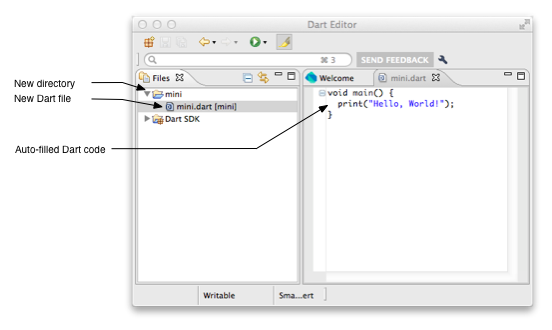 Dart Editor
⌘ 3
SEND FEEDBACK
Files
Welcome
mini.dart
New directory
mini
void main() {
New Dart file
mini.dart [mini]
print("Hello, World!");
Dart SDK
}
Auto-filled Dart code
Writable
Sma...ert